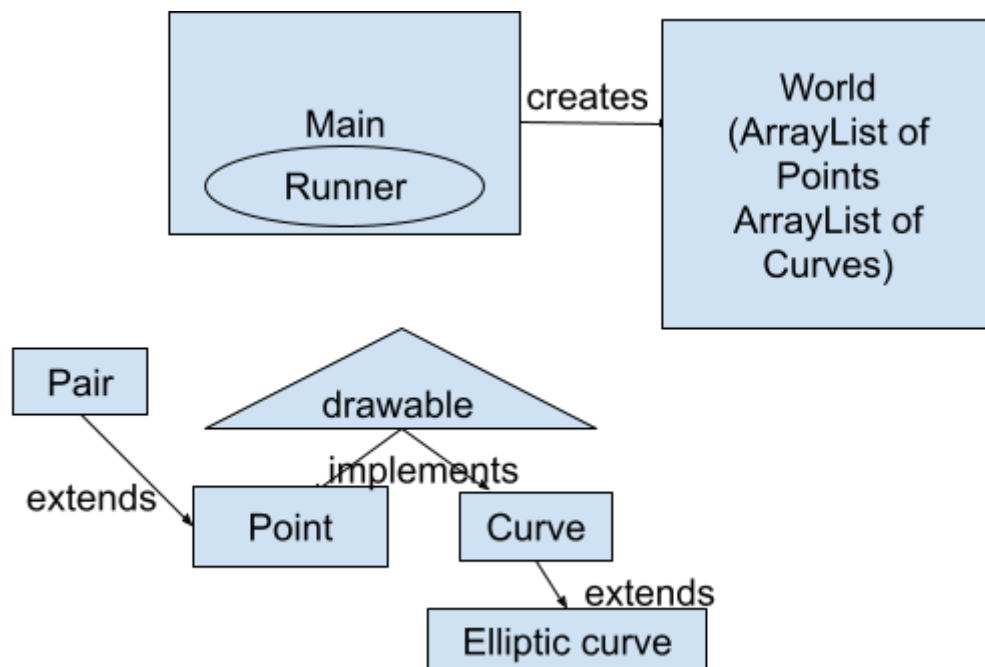 Main
Runner
creates
World
(ArrayList of
Points
ArrayList of
Curves)
Pair
drawable
extends
implements
Point
Curve
extends
Elliptic curve